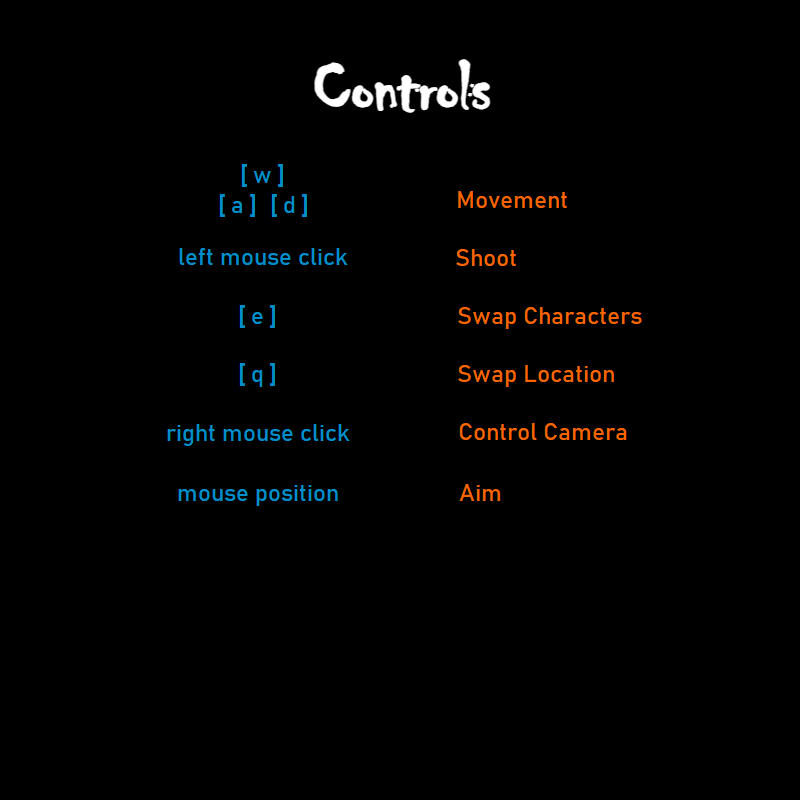 Controls
[ w ]
[ a ] [ d ] Movement
left mouse click Shoot
[ e ] Swap Characters
[ q ] Swap Location
right mouse click Control Camera
mouse position Aim